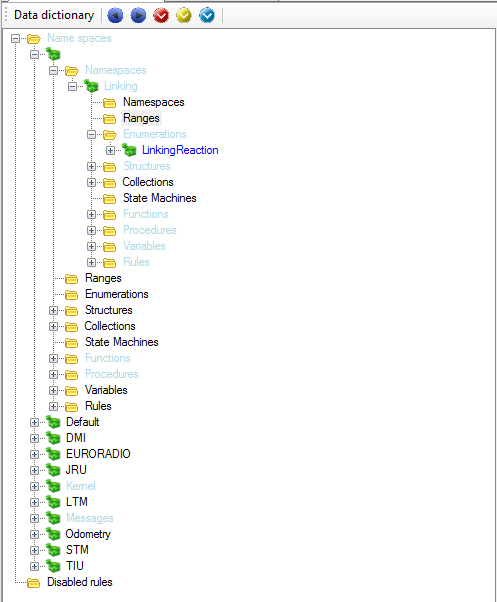 Data dictionary
Name spaces
Namespaces
Linking
Namespaces
Ranges
Enumerations
LinkingReaction
Structures
Collections
State Machines
Functions
Procedures
Variables
Rules
Ranges
Enumerations
Structures
Collections
State Machines
Functions
Procedures
Variables
Rules
Default
DMI
EURORADIO
JRU
Kernel
LTM
Messages
Odometry
STM
TIU
Disabled rules